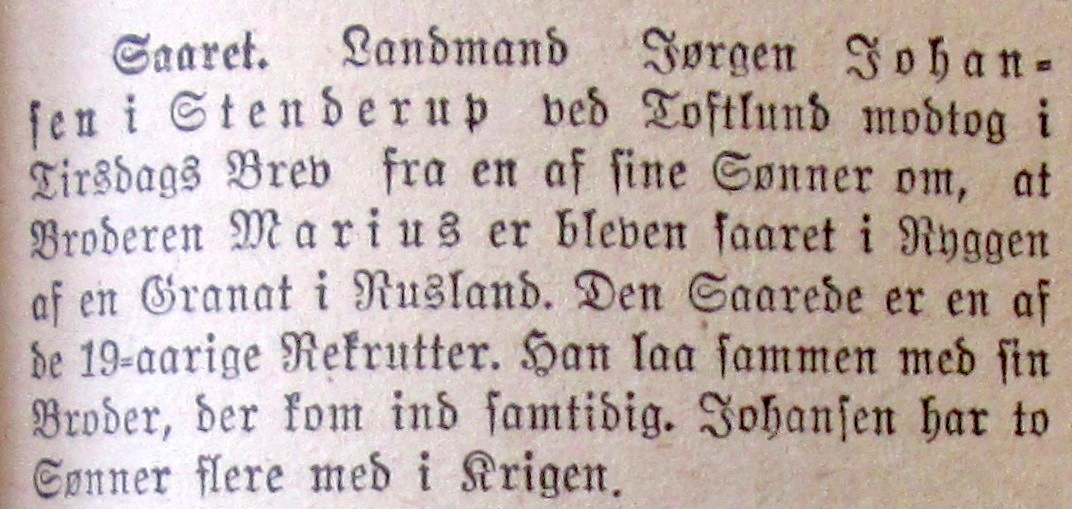 Saaret. Landmand Jørgen Johan-
sen i Stenderup ved Toftlund modtog i
Tirsdags Brev fra en af sine Sønner om, at
Broderen Marius er bleven saaret i Ryggen
af en Granat i Rusland. Den Saarede er en af
de 19-aarige Rekrutter. Han laa sammen med sin
Broder, der kom ind samtidig. Johansen har to
Sønner flere med i Krigen.